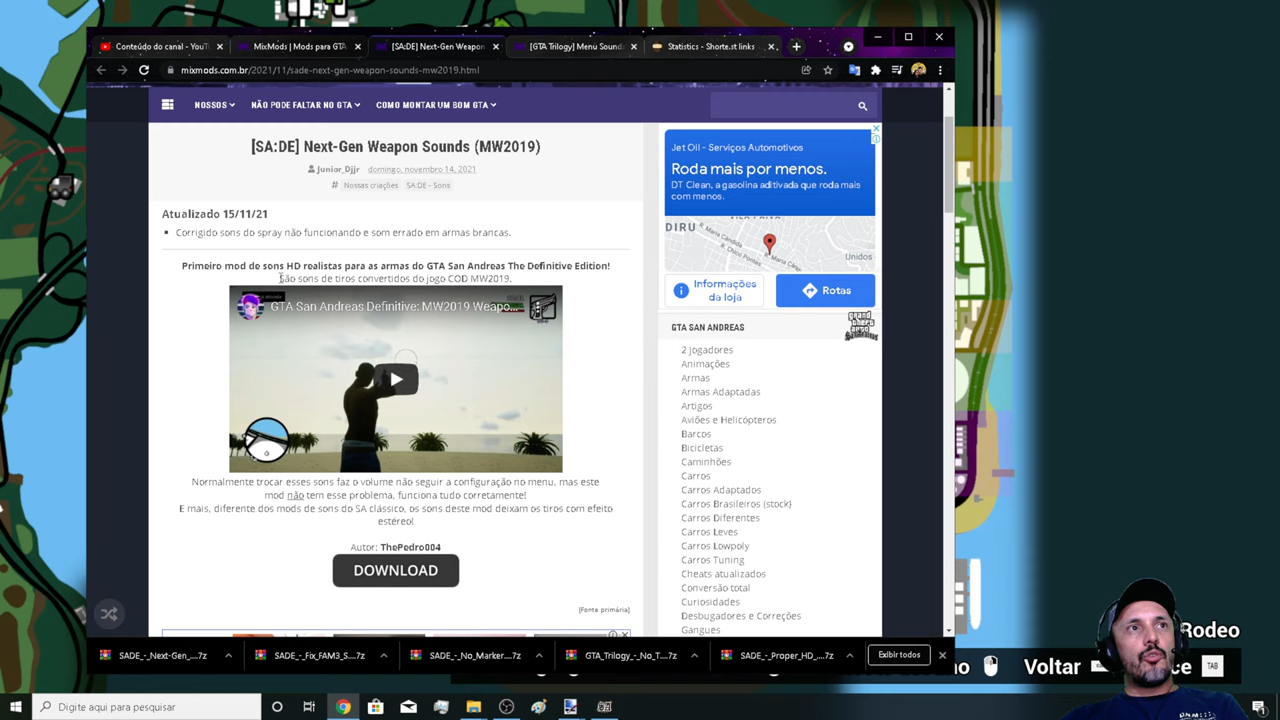 Conteúdo do canal - YouT
MixMods | Mods para GTA
[SA:DE] Next-Gen Weapon
[GTA Trilogy] Menu Sound
Statistics - Shorte.st links
mixmods.com.br/2021/11/sade-next-gen-weapon-sounds-mw2019.html
NOSSOS
NÃO PODE FALTAR NO GTA
COMO MONTAR UM BOM GTA
[SA:DE] Next-Gen Weapon Sounds (MW2019)
Junior_Djjr domingo, novembro 14, 2021
# Nossas criações SA:DE - Sons
Atualizado 15/11/21
Corrigido sons do spray não funcionando e som errado em armas brancas.
Primeiro mod de sons HD realistas para as armas do GTA San Andreas The Definitive Edition!
São sons de tiros convertidos do jogo COD MW2019.
GTA San Andreas Definitive: MW2019 Weapo...
Normalmente trocar esses sons faz o volume não seguir a configuração no menu, mas este
mod não tem esse problema, funciona tudo corretamente!
E mais, diferente dos mods de sons do SA clássico, os sons deste mod deixam os tiros com efeito
estéreo!
Autor: ThePedro004
DOWNLOAD
[Fonte primária]
Jet Oil - Serviços Automotivos
Roda mais por menos.
DT Clean, a gasolina aditivada que roda mais
com menos.
VILA PAIVA
DIRU
R. Maria Cândida
Unidos
Informações
da loja
Rotas
GTA SAN ANDREAS
grand
theft
auto
San Andreas
2 Jogadores
Animações
Armas
Armas Adaptadas
Artigos
Aviões e Helicópteros
Barcos
Bicicletas
Caminhões
Carros
Carros Adaptados
Carros Brasileiros (stock)
Carros Diferentes
Carros Leves
Carros Lowpoly
Carros Tuning
Cheats atualizados
Conversão total
Curiosidades
Desbugadores e Correções
Gangues
SADE_-_Next-Gen_....7z
SADE_-_Fix_FAM3_S....7z
SADE_-_No_Marker....7z
GTA_Trilogy_-_No_T....7z
SADE_-_Proper_HD_....7z
Exibir todos
Rodeo
Voltar
TAB
Digite aqui para pesquisar